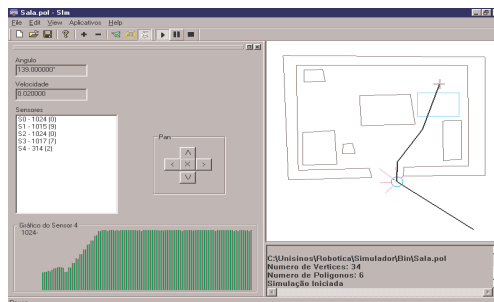 Sala.pol - SIm
File Edit View Aplicativos Help
Angulo
139.000000°
Velocidade
0.020000
Sensores
S0 - 1024 (0)
S1 - 1015 (9)
S2 - 1024 (0)
S3 - 1017 (7)
S4 - 314 (2)
Pan
Gráfico do Sensor 4
1024-
C:\Unisinos\Robotica\Simulador\Bin\Sala.pol
Numero de Vertices: 34
Numero de Poligonos: 6
Simulação Iniciada